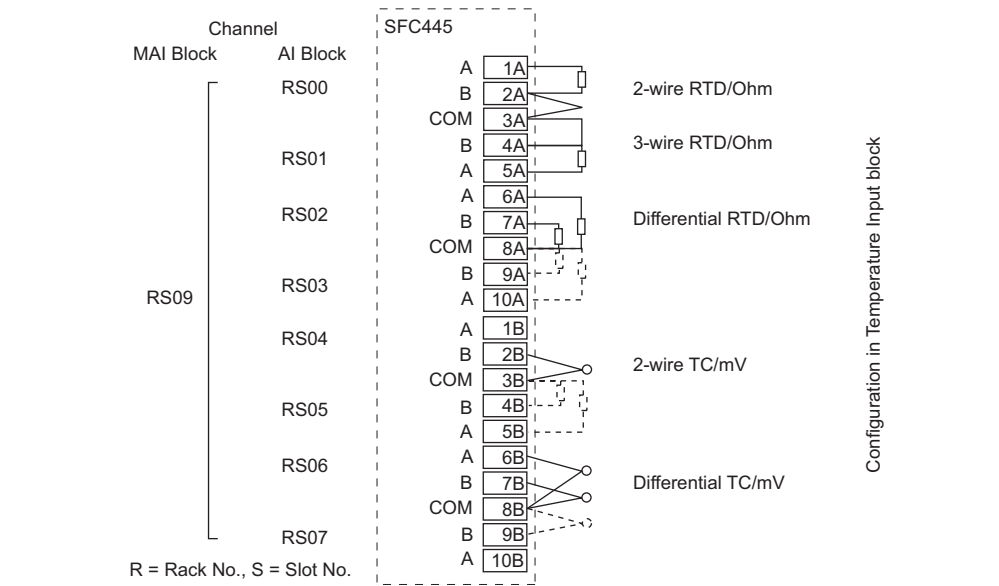 Channel
SFC445
MAI Block
AI Block
A 1A
RS00
B 2A
2-wire RTD/Ohm
COM 3A
B 4A
3-wire RTD/Ohm
RS01
A 5A
A 6A
RS02
B 7A
Differential RTD/Ohm
COM 8A
B 9A
RS03
RS09
A 10A
A 1B
RS04
B 2B
2-wire TC/mV
COM 3B
RS05
B 4B
A 5B
A 6B
RS06
B 7B
Differential TC/mV
COM 8B
B 9B
RS07
A 10B
R = Rack No., S = Slot No.
Configuration in Temperature Input block